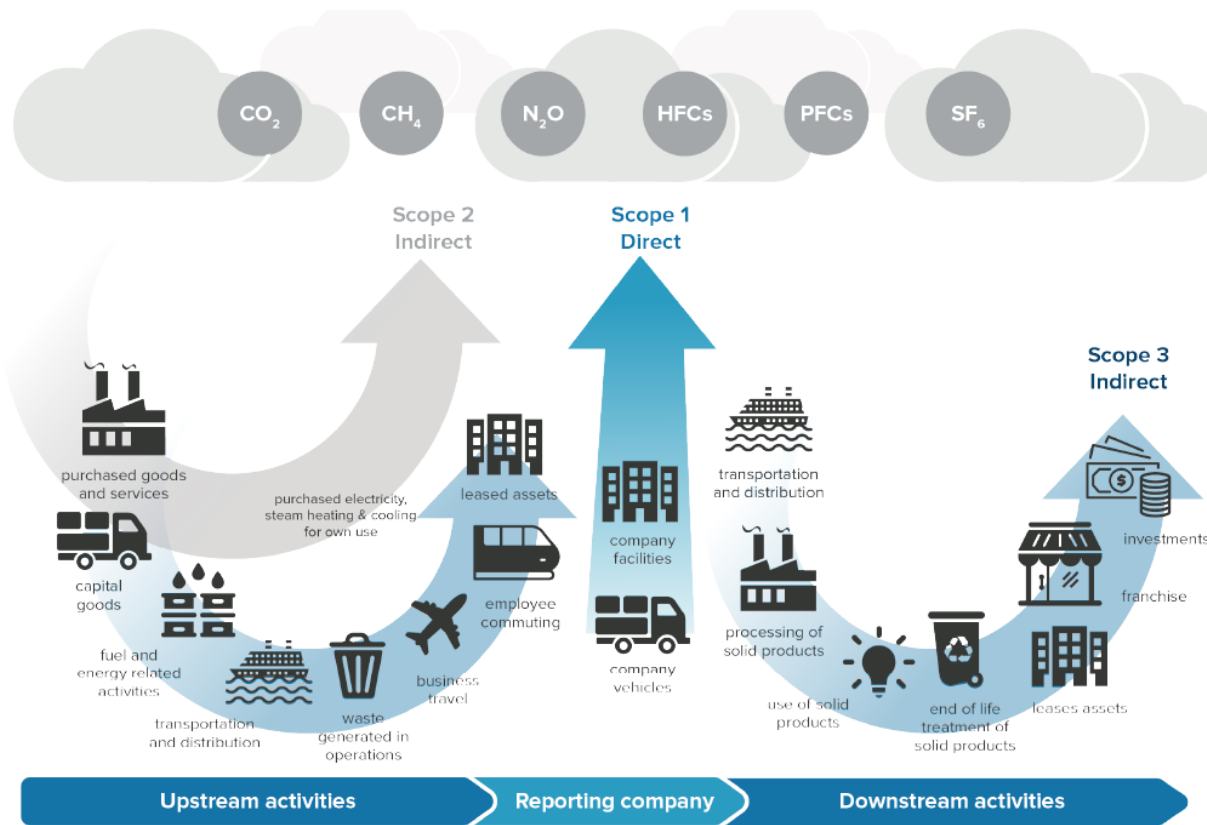 CO₂
CH₄
N₂O
HFCs
PFCs
SF₆
Scope 2
Indirect
Scope 1
Direct
Scope 3
Indirect
purchased goods
and services
capital
goods
fuel and
energy related
activities
transportation
and distribution
waste
generated in
operations
business
travel
employee
commuting
leased assets
purchased electricity,
steam heating & cooling
for own use
company
facilities
company
vehicles
transportation
and distribution
processing of
solid products
use of solid
products
end of life
treatment of
solid products
leases assets
franchise
$
investments
Upstream activities
Reporting company
Downstream activities